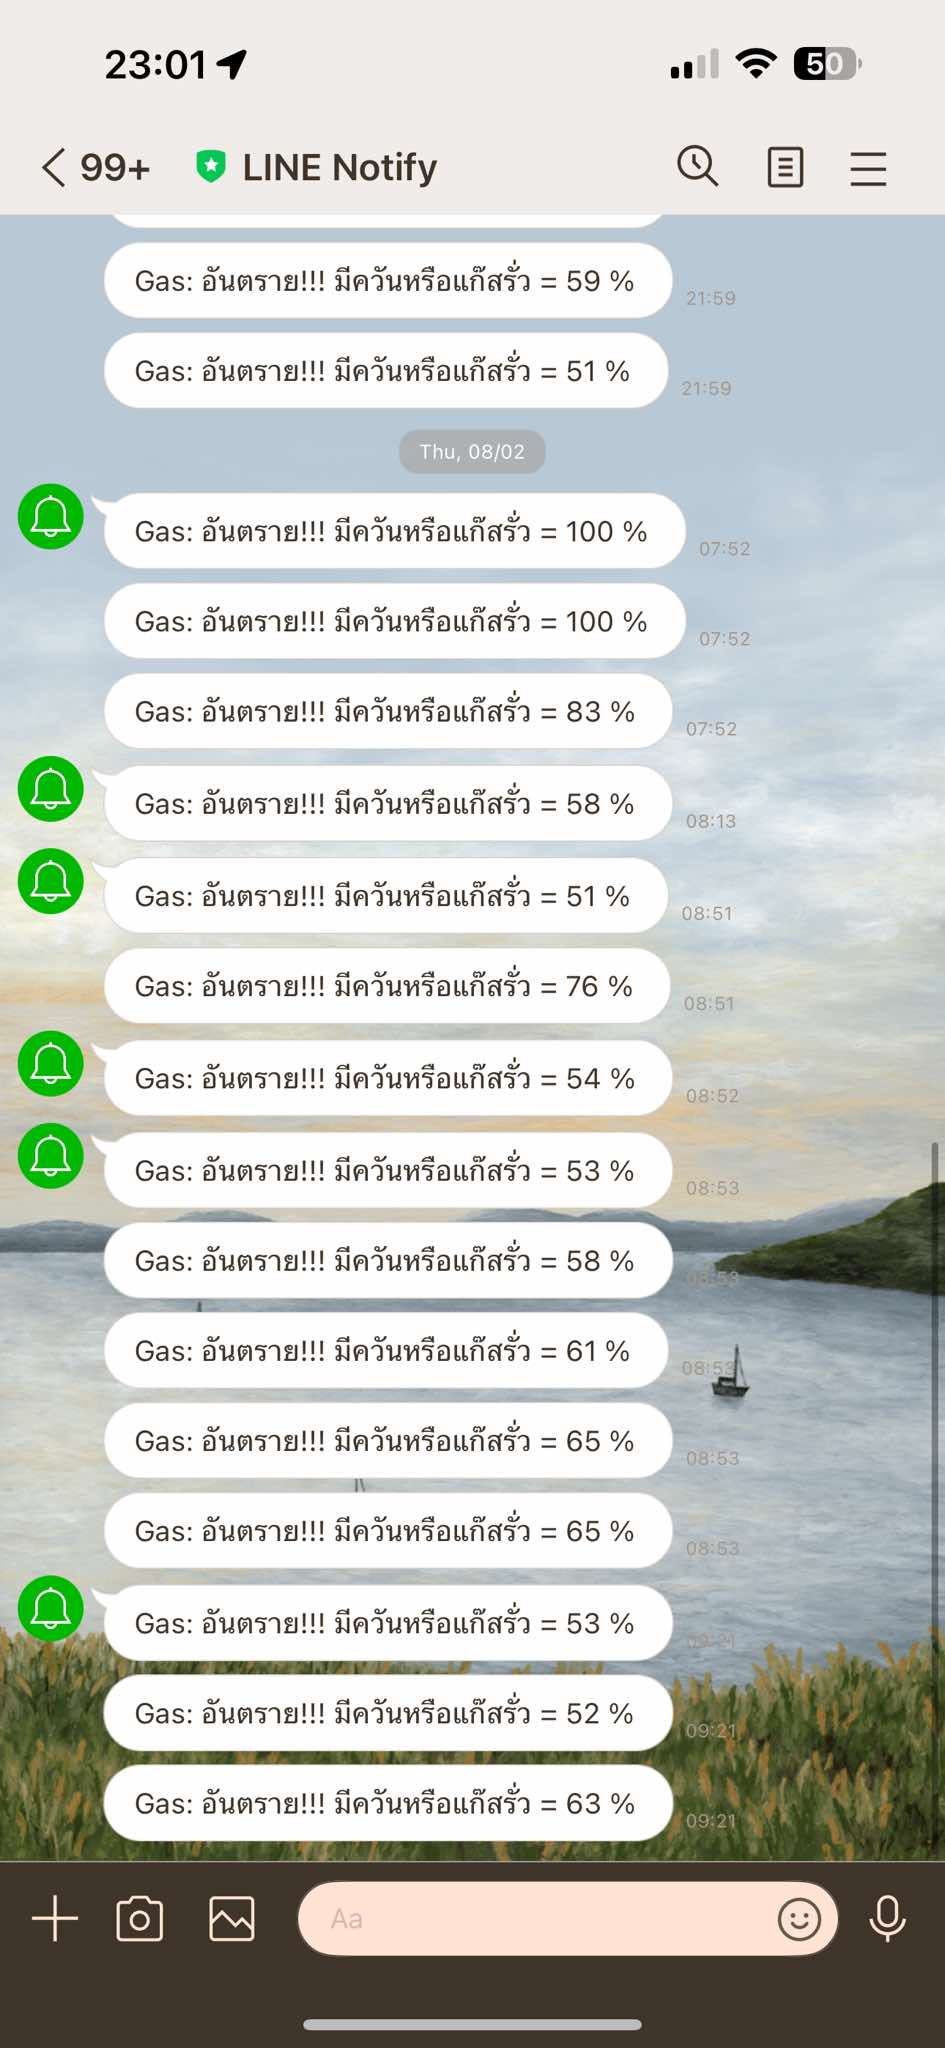 23:01
50
99+
LINE Notify
Gas: อันตราย!!! มีควันหรือแก๊สรั่ว = 59 %
21:59
Gas: อันตราย!!! มีควันหรือแก๊สรั่ว = 51 %
21:59
Thu, 08/02
Gas: อันตราย!!! มีควันหรือแก๊สรั่ว = 100 %
07:52
Gas: อันตราย!!! มีควันหรือแก๊สรั่ว = 100 %
07:52
Gas: อันตราย!!! มีควันหรือแก๊สรั่ว = 83 %
07:52
Gas: อันตราย!!! มีควันหรือแก๊สรั่ว = 58 %
08:13
Gas: อันตราย!!! มีควันหรือแก๊สรั่ว = 51 %
08:51
Gas: อันตราย!!! มีควันหรือแก๊สรั่ว = 76 %
08:51
Gas: อันตราย!!! มีควันหรือแก๊สรั่ว = 54 %
08:52
Gas: อันตราย!!! มีควันหรือแก๊สรั่ว = 53 %
08:53
Gas: อันตราย!!! มีควันหรือแก๊สรั่ว = 58 %
08:53
Gas: อันตราย!!! มีควันหรือแก๊สรั่ว = 61 %
08:53
Gas: อันตราย!!! มีควันหรือแก๊สรั่ว = 65 %
08:53
Gas: อันตราย!!! มีควันหรือแก๊สรั่ว = 65 %
08:53
Gas: อันตราย!!! มีควันหรือแก๊สรั่ว = 53 %
09:21
Gas: อันตราย!!! มีควันหรือแก๊สรั่ว = 52 %
09:21
Gas: อันตราย!!! มีควันหรือแก๊สรั่ว = 63 %
09:21
Aa